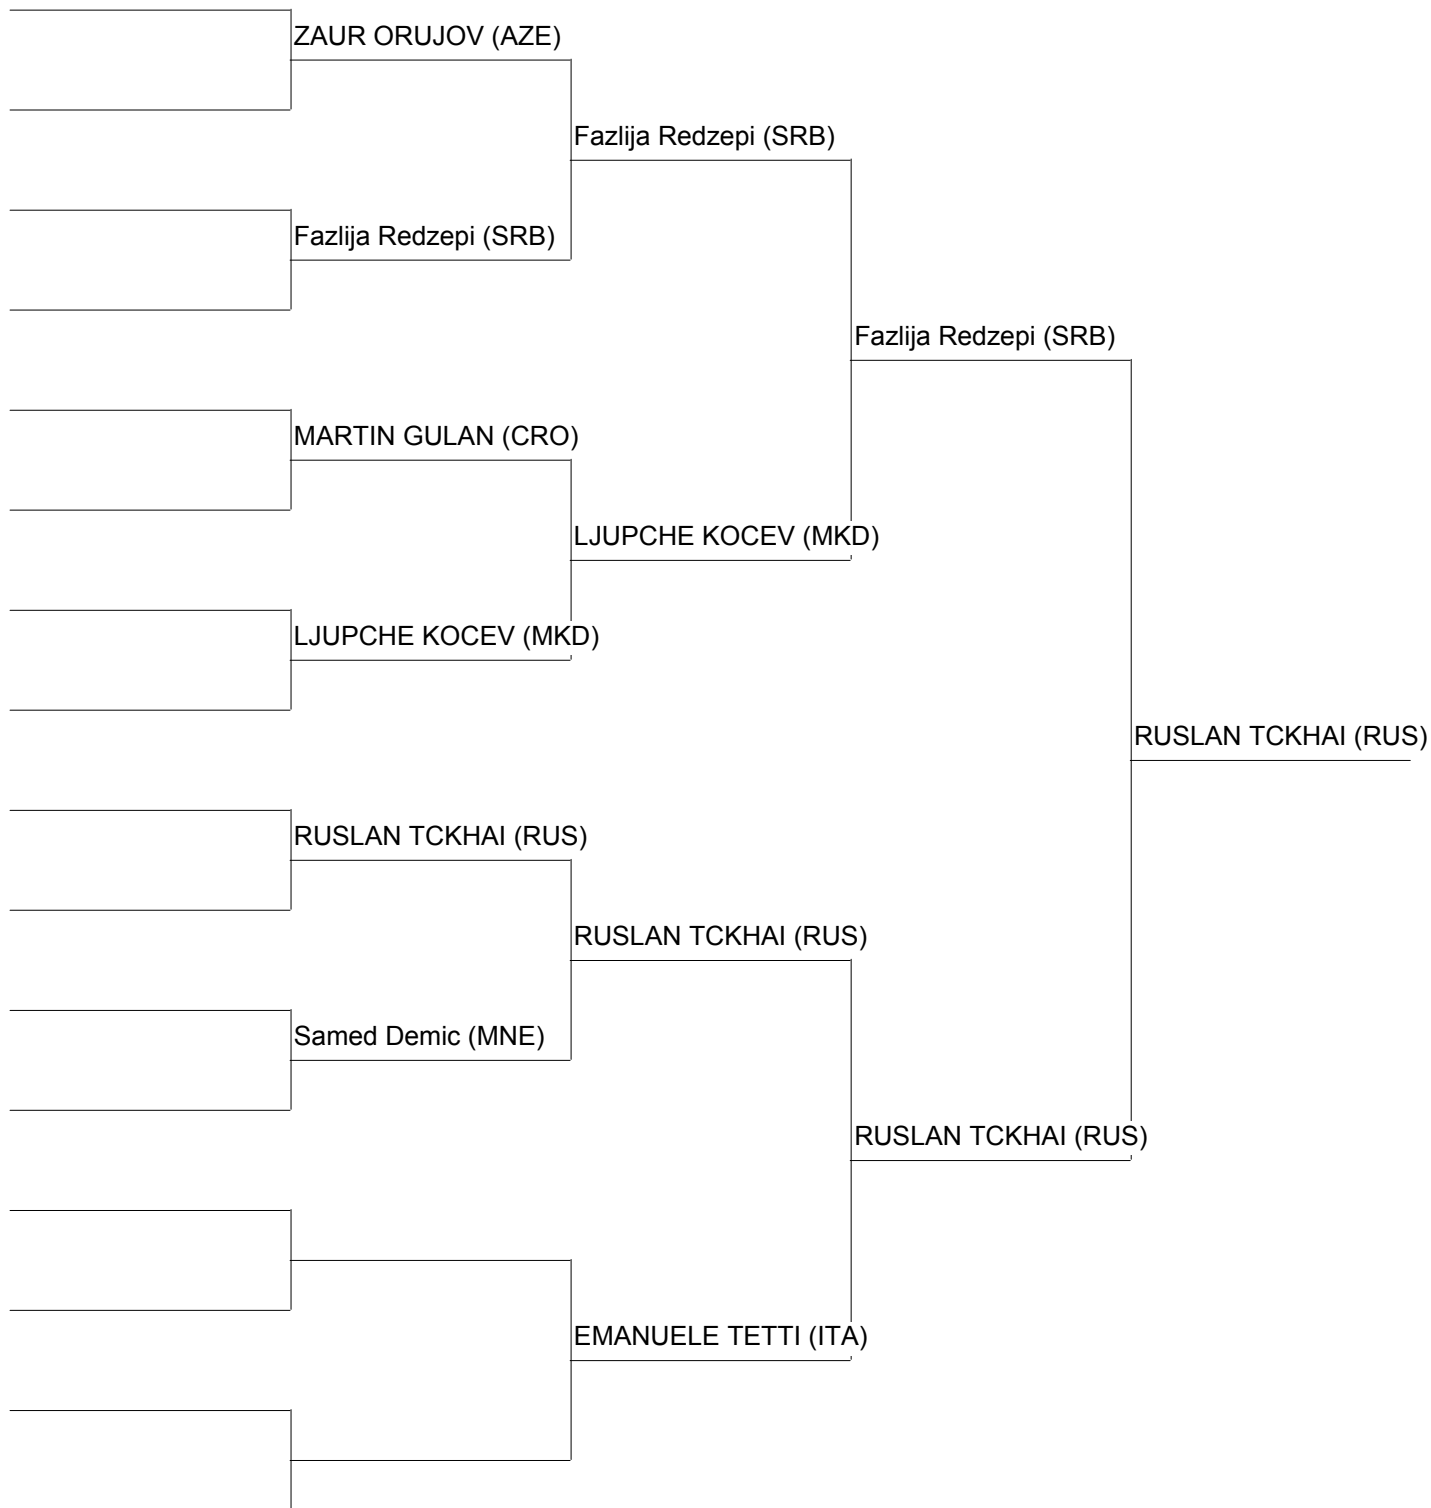 ZAUR ORUJOV (AZE)
Fazlija Redzepi (SRB)
Fazlija Redzepi (SRB)
Fazlija Redzepi (SRB)
MARTIN GULAN (CRO)
LJUPCHE KOCEV (MKD)
LJUPCHE KOCEV (MKD)
RUSLAN TCKHAI (RUS)
RUSLAN TCKHAI (RUS)
RUSLAN TCKHAI (RUS)
Samed Demic (MNE)
RUSLAN TCKHAI (RUS)
EMANUELE TETTI (ITA)